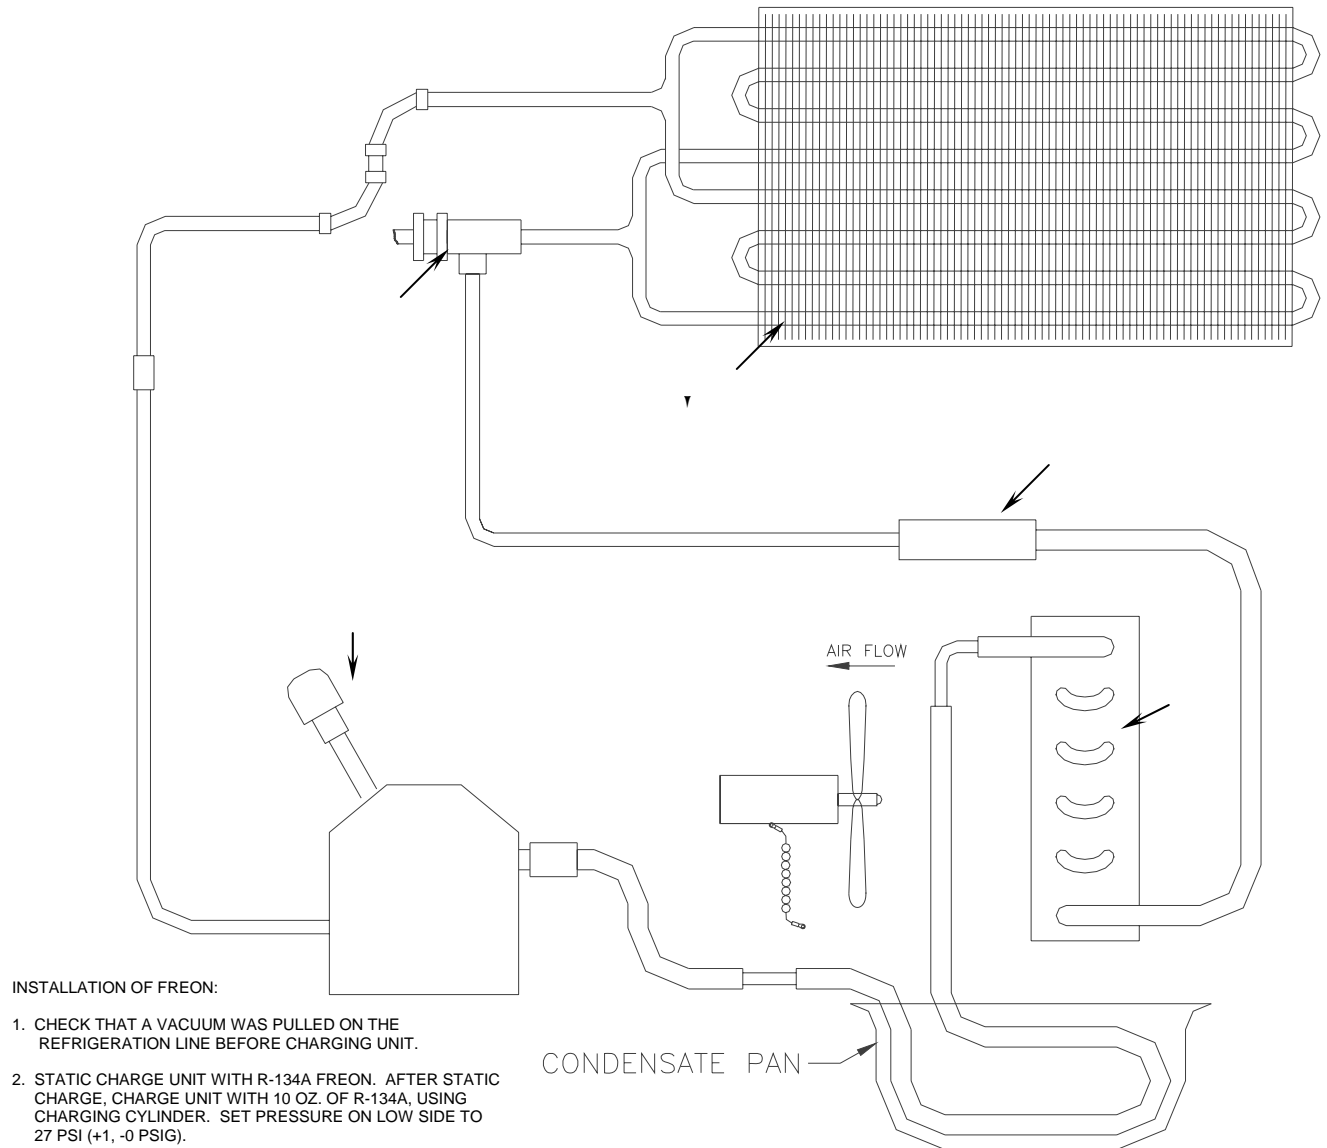 AIR FLOW
INSTALLATION OF FREON:
1. CHECK THAT A VACUUM WAS PULLED ON THE
REFRIGERATION LINE BEFORE CHARGING UNIT.
CONDENSATE PAN
2. STATIC CHARGE UNIT WITH R-134A FREON. AFTER STATIC
CHARGE, CHARGE UNIT WITH 10 OZ. OF R-134A, USING
CHARGING CYLINDER. SET PRESSURE ON LOW SIDE TO
27 PSI (+1, -0 PSIG).